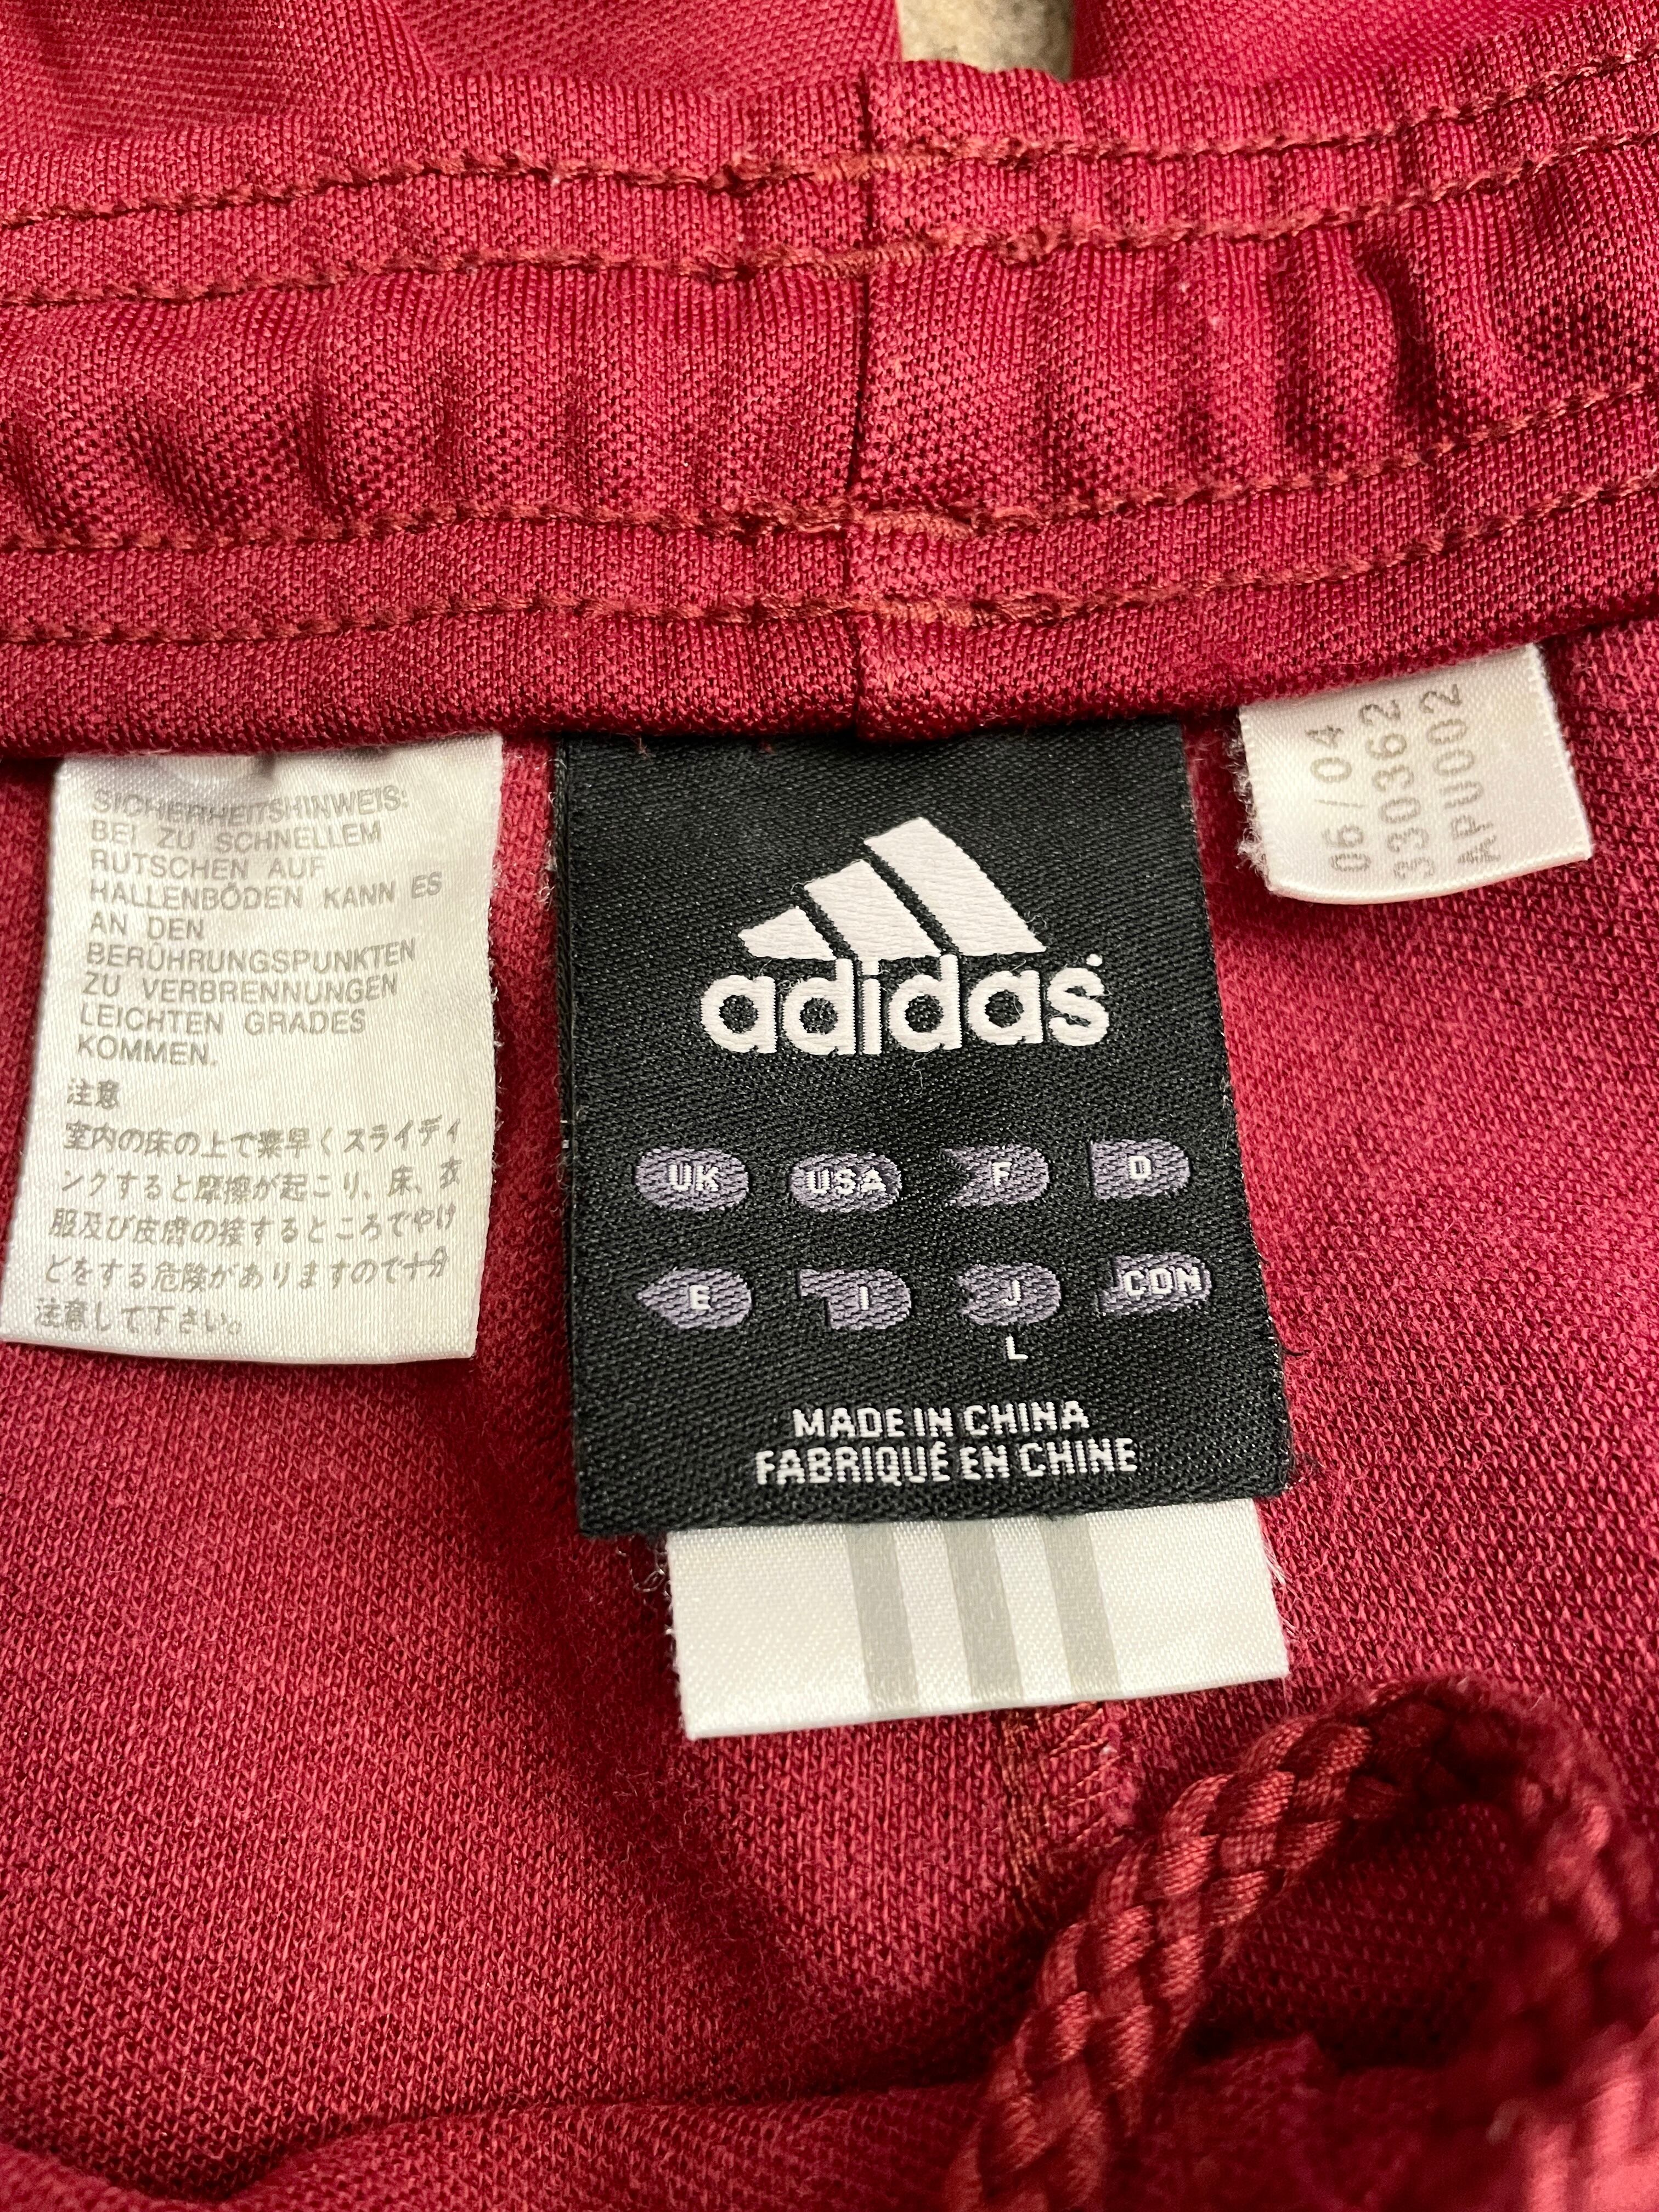 SICHERHEITSHINWEIS:
BEI ZU SCHNELLEM
RUTSCHEN AUF
HALLENBÖDEN KANN ES
AN DEN
BERÜHRUNGSPUNKTEN
ZU VERBRENNUNGEN
LEICHTEN GRADES
KOMMEN.
注意
室内の床の上で素早くスライディ
ングすると摩擦が起こり、床、衣
服及び皮膚の接するところでやけ
どをする危険がありますので十分
注意して下さい。
adidas
UK USA F D
E I J CDN
L
MADE IN CHINA
FABRIQUÉ EN CHINE
06/04
330362
APU002